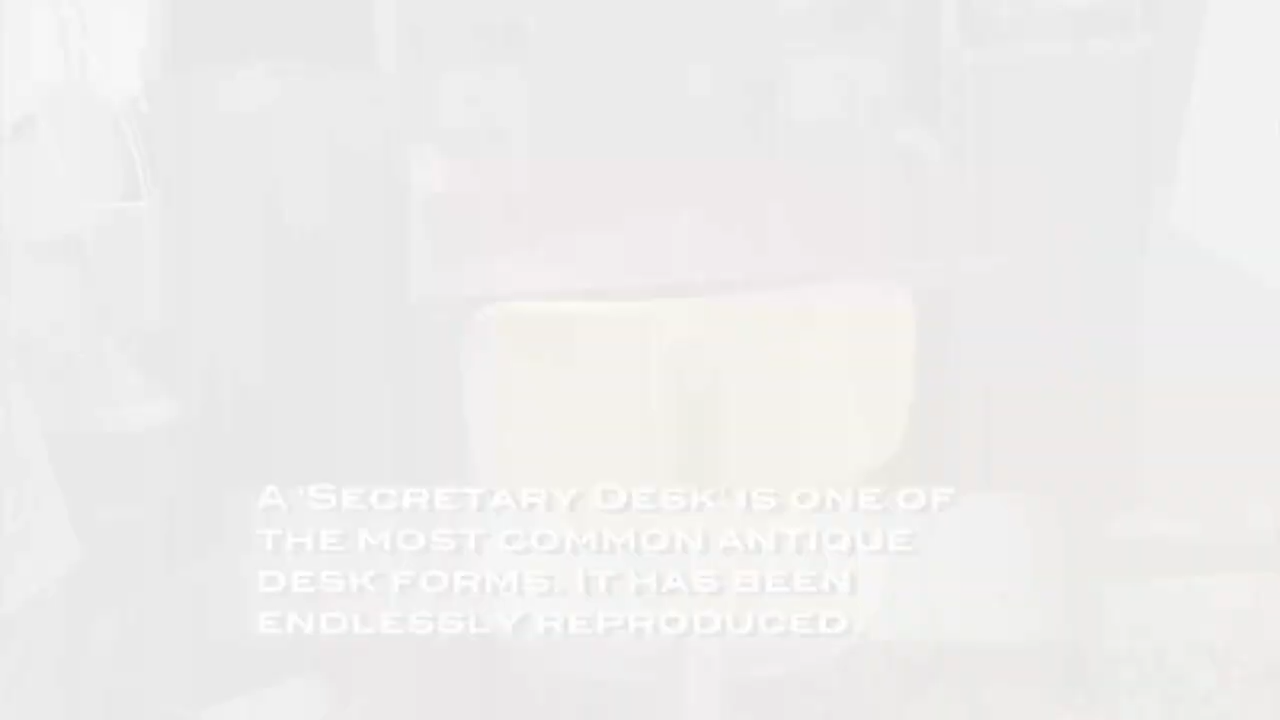 A 'SECRETARY DESK' IS ONE OF
THE MOST COMMON ANTIQUE
DESK FORMS. IT HAS BEEN
ENDLESSLY REPRODUCED.